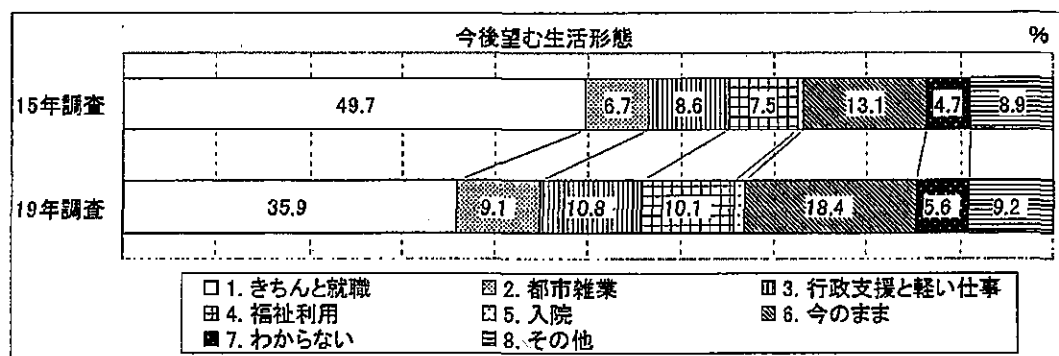 今後望む生活形態 %
15年調査 49.7 6.7 8.6 7.5 13.1 4.7 8.9
19年調査 35.9 9.1 10.8 10.1 18.4 5.6 9.2
1. きちんと就職 2. 都市雑業 3. 行政支援と軽い仕事
4. 福祉利用 5. 入院 6. 今のまま
7. わからない 8. その他